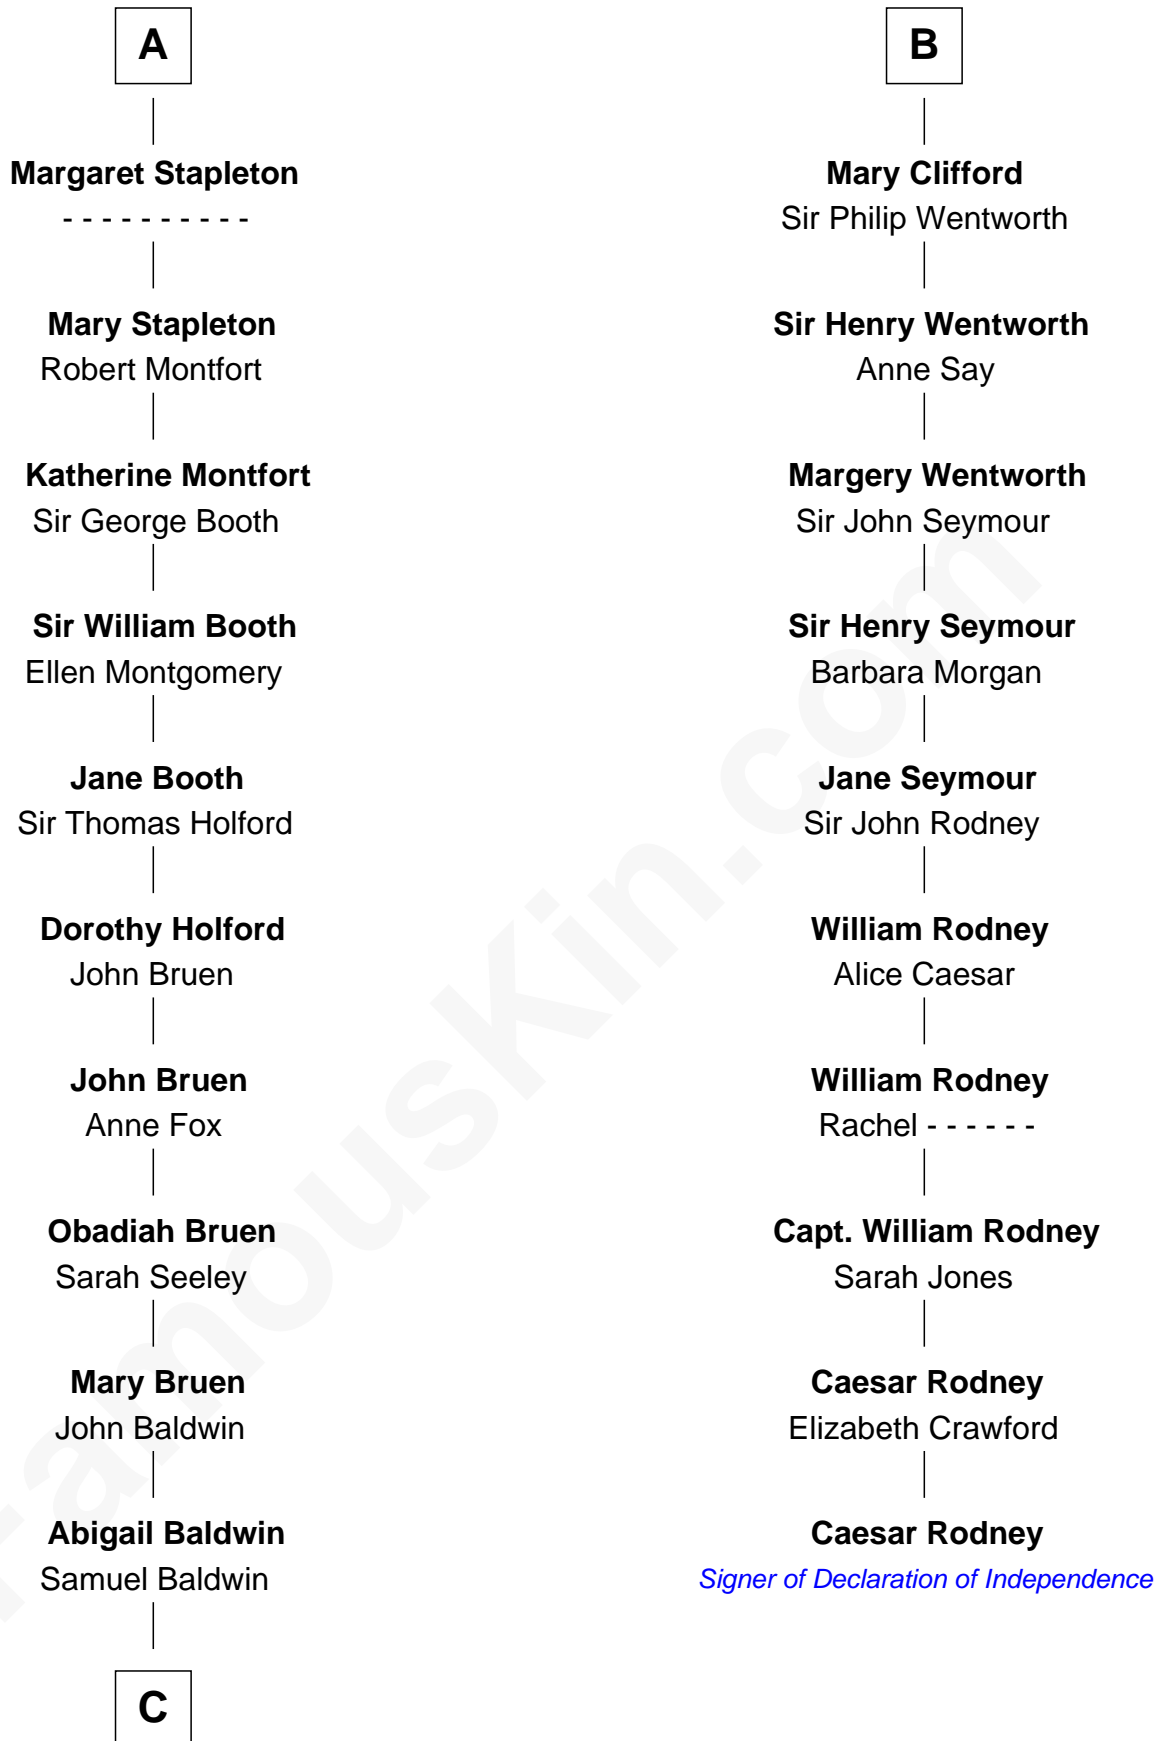 A
Margaret Stapleton
- - - - - - - - - -
Mary Stapleton
Robert Montfort
Katherine Montfort
Sir George Booth
Sir William Booth
Ellen Montgomery
Jane Booth
Sir Thomas Holford
Dorothy Holford
John Bruen
John Bruen
Anne Fox
Obadiah Bruen
Sarah Seeley
Mary Bruen
John Baldwin
Abigail Baldwin
Samuel Baldwin
C
B
Mary Clifford
Sir Philip Wentworth
Sir Henry Wentworth
Anne Say
Margery Wentworth
Sir John Seymour
Sir Henry Seymour
Barbara Morgan
Jane Seymour
Sir John Rodney
William Rodney
Alice Caesar
William Rodney
Rachel - - - - - -
Capt. William Rodney
Sarah Jones
Caesar Rodney
Elizabeth Crawford
Caesar Rodney
Signer of Declaration of Independence
FamousKin.com